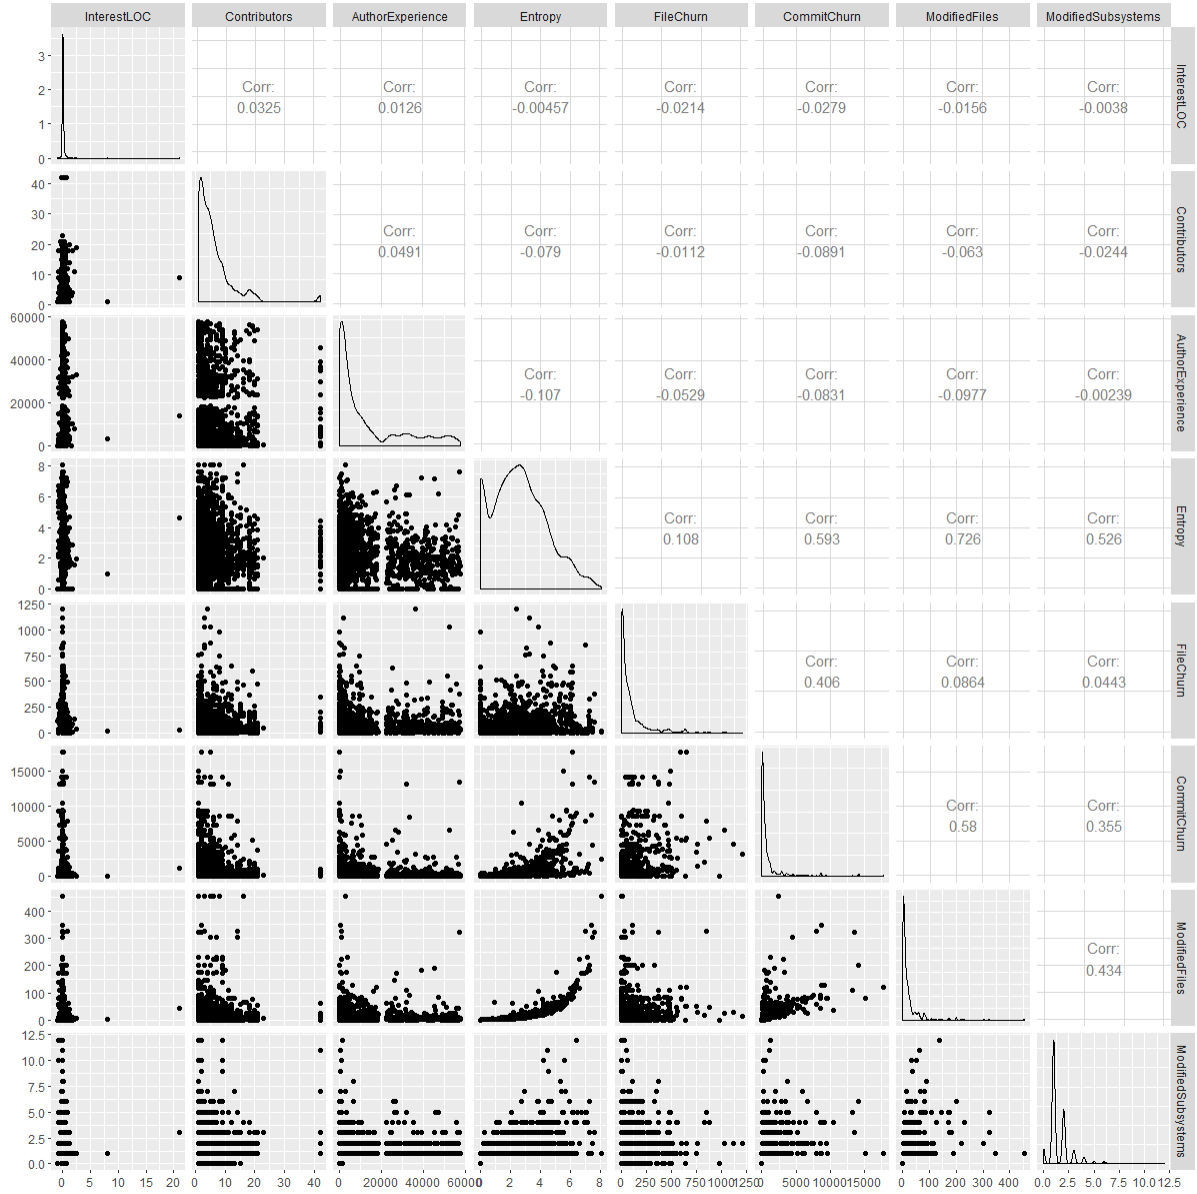 InterestLOC Contributors AuthorExperience Entropy FileChurn CommitChurn ModifiedFiles ModifiedSubsystems
3
2
1
0
Corr: Corr: Corr: Corr: Corr: Corr: Corr:
0.0325 0.0126 -0.00457 -0.0214 -0.0279 -0.0156 -0.0038
InterestLOC
40
30
20
10
0
Corr: Corr: Corr: Corr: Corr: Corr:
0.0491 -0.079 -0.0112 -0.0891 -0.063 -0.0244
Contributors
60000
40000
20000
0
Corr: Corr: Corr: Corr: Corr:
-0.107 -0.0529 -0.0831 -0.0977 -0.00239
AuthorExperience
8
6
4
2
0
Corr: Corr: Corr: Corr:
0.108 0.593 0.726 0.526
Entropy
1250
1000
750
500
250
0
Corr: Corr: Corr:
0.406 0.0864 0.0443
FileChurn
15000
10000
5000
0
Corr: Corr:
0.58 0.355
CommitChurn
400
300
200
100
0
Corr:
0.434
ModifiedFiles
12.5
10.0
7.5
5.0
2.5
0.0
ModifiedSubsystems
0 5 10 15 20 0 10 20 30 40 0 20000 40000 60000 0 2 4 6 8 0 250 500 750 1000 1250 0 5000 10000 15000 0 100 200 300 400 0.0 2.5 5.0 7.5 10.0 12.5